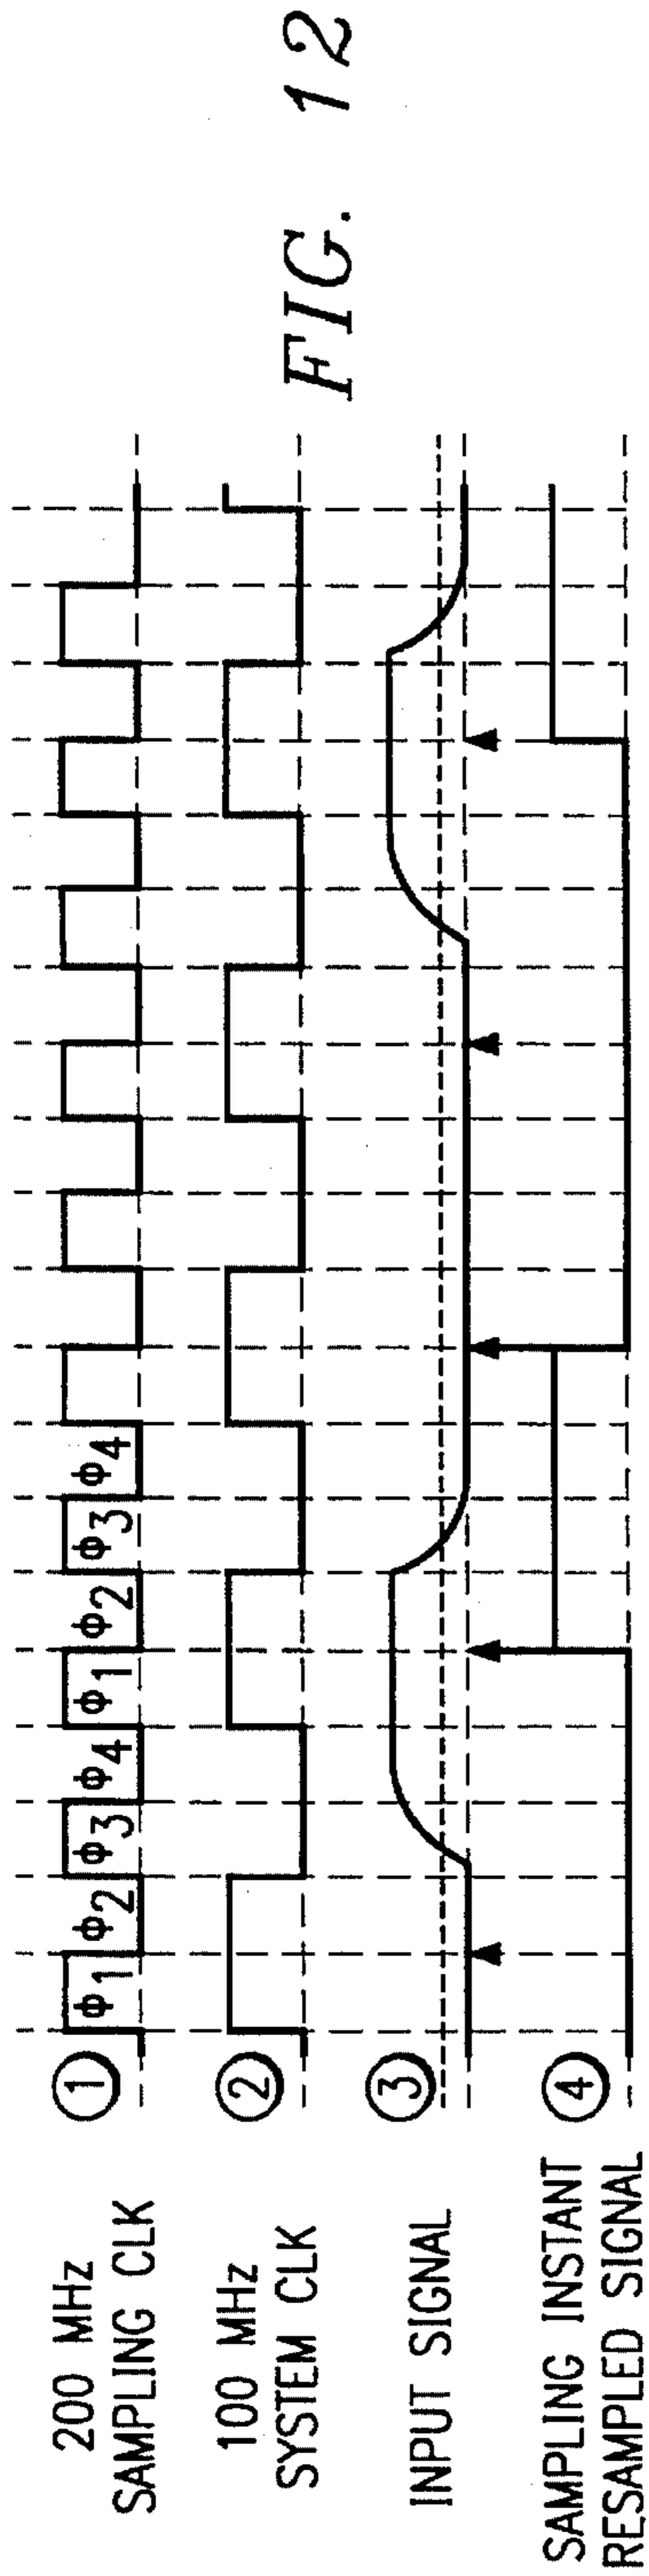 200 MHz
SAMPLING CLK
1
Φ1 Φ2 Φ3 Φ4 Φ1 Φ2 Φ3 Φ4
100 MHz
SYSTEM CLK
2
INPUT SIGNAL
3
SAMPLING INSTANT
RESAMPLED SIGNAL
4
FIG. 12